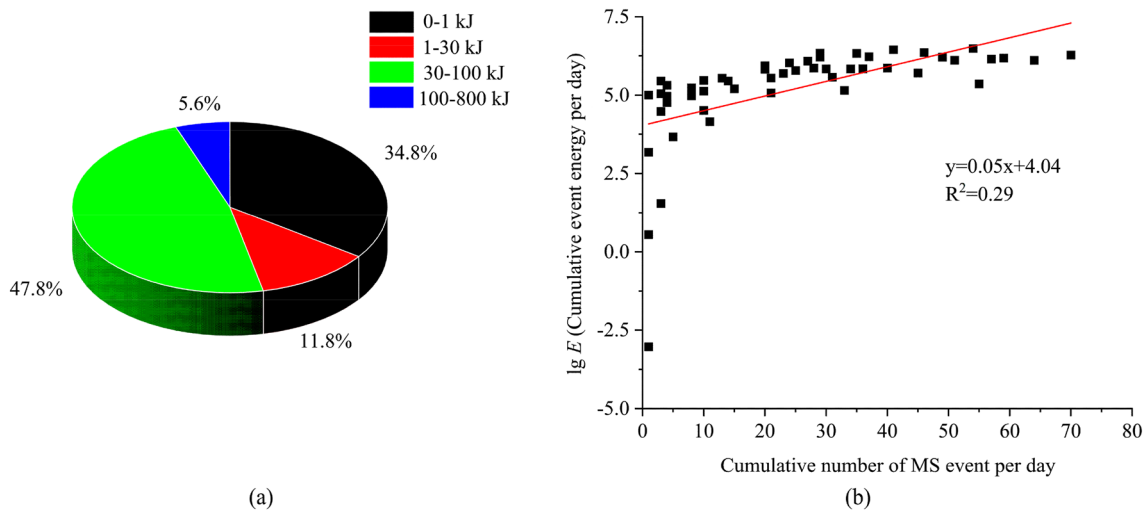 0-1 kJ
1-30 kJ
30-100 kJ
100-800 kJ
5.6%
34.8%
47.8%
11.8%
(a)
7.5
5.0
2.5
0.0
-2.5
-5.0
lg E (Cumulative event energy per day)
y=0.05x+4.04
R²=0.29
0 10 20 30 40 50 60 70 80
Cumulative number of MS event per day
(b)